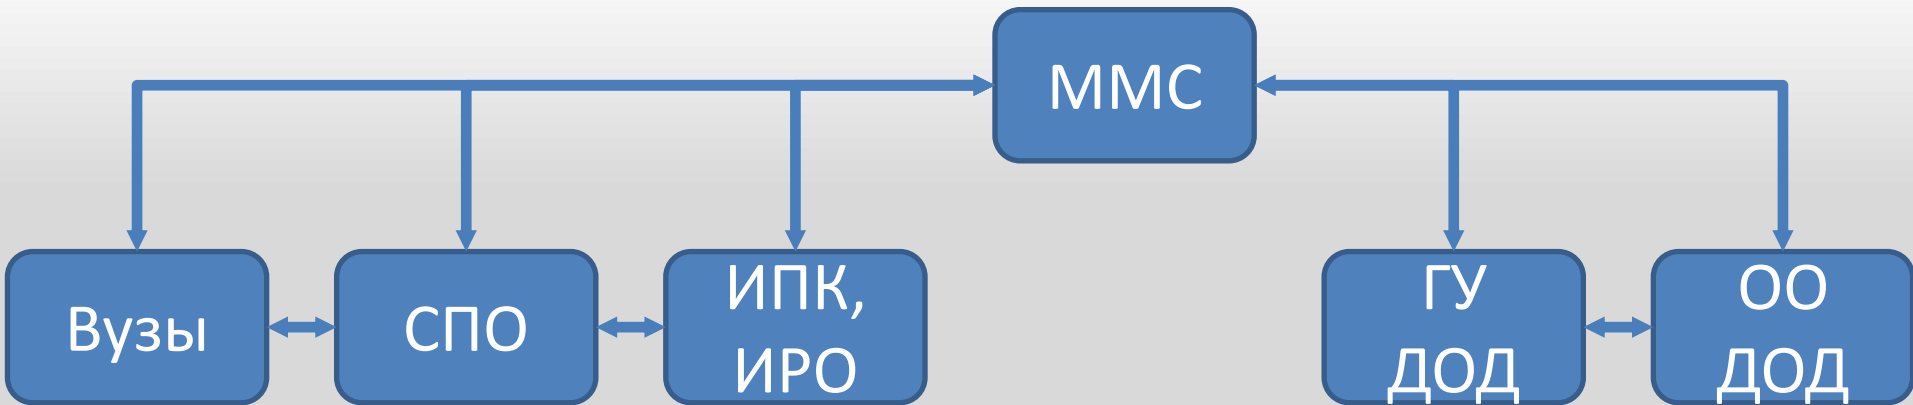 ММС
Вузы
СПО
ИПК,
ИРО
ГУ
ДОД
ОО
ДОД